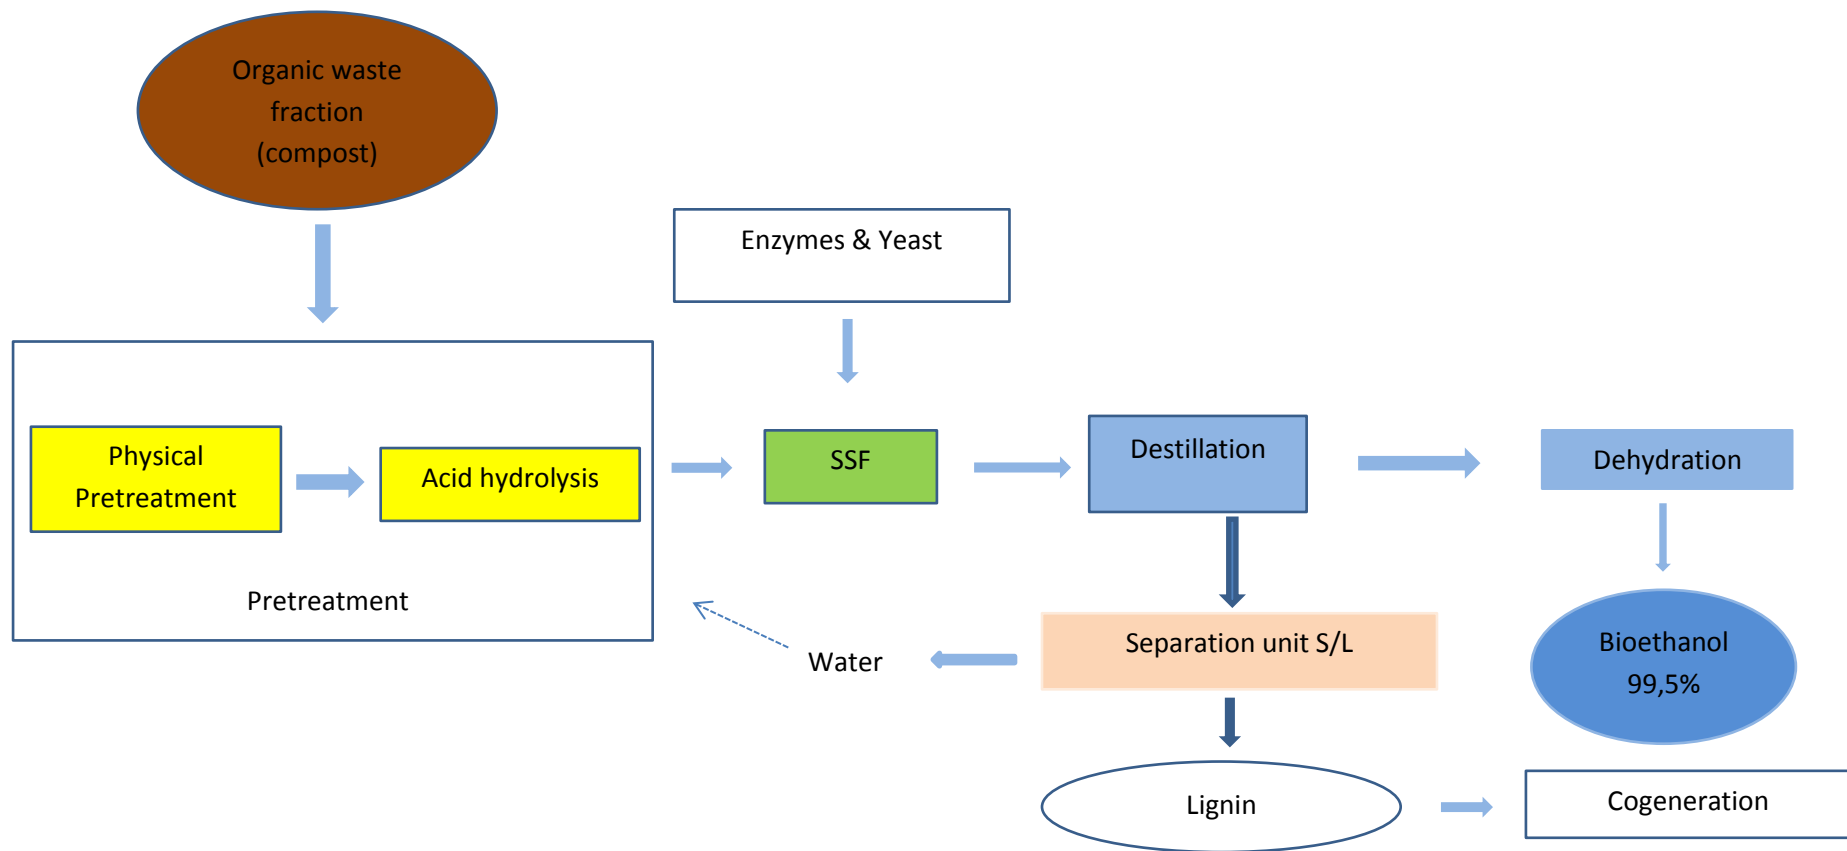 Organic waste
fraction
(compost)
Enzymes & Yeast
Physical
Pretreatment
Acid hydrolysis
Pretreatment
SSF
Destillation
Dehydration
Water
Separation unit S/L
Bioethanol
99,5%
Lignin
Cogeneration